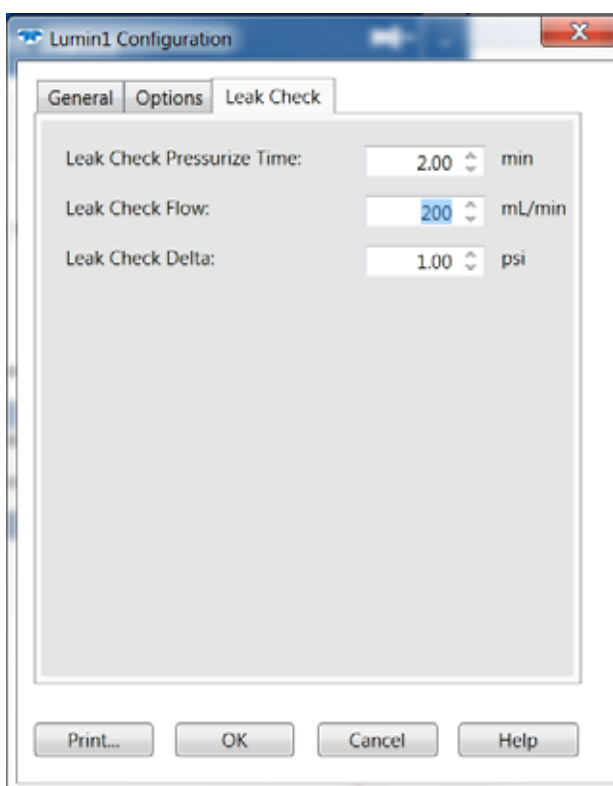 Lumin1 Configuration
General Options Leak Check
Leak Check Pressurize Time: 2.00 min
Leak Check Flow: 200 mL/min
Leak Check Delta: 1.00 psi
Print... OK Cancel Help